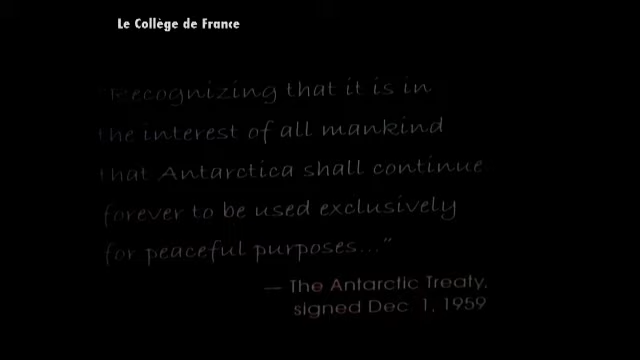 Le Collège de France
"Recognizing that it is in
the interest of all mankind
that Antarctica shall continue
forever to be used exclusively
for peaceful purposes..."
— The Antarctic Treaty,
signed Dec. 1, 1959